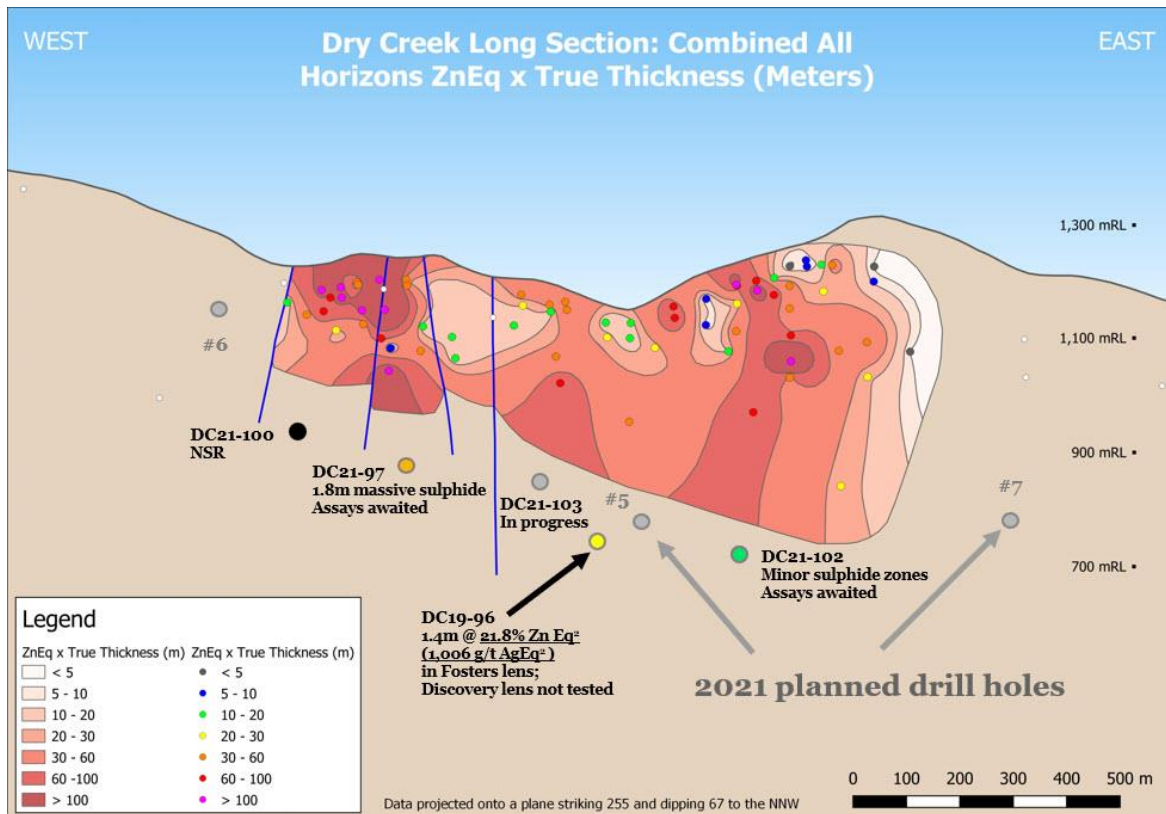 WEST
EAST
Dry Creek Long Section: Combined All
Horizons ZnEq x True Thickness (Meters)
1,300 mRL
#6
1,100 mRL
DC21-100
NSR
900 mRL
DC21-97
1.8m massive sulphide
Assays awaited
DC21-103
In progress
#5
#7
700 mRL
DC21-102
Minor sulphide zones
Assays awaited
DC19-96
1.4m @ 21.8% Zn Eq²
(1,006 g/t AgEq²)
in Fosters lens;
Discovery lens not tested
2021 planned drill holes
Legend
ZnEq x True Thickness (m) ZnEq x True Thickness (m)
< 5 < 5
5 - 10 5 - 10
10 - 20 10 - 20
20 - 30 20 - 30
30 - 60 30 - 60
60 -100 60 - 100
> 100 > 100
0 100 200 300 400 500 m
Data projected onto a plane striking 255 and dipping 67 to the NNW